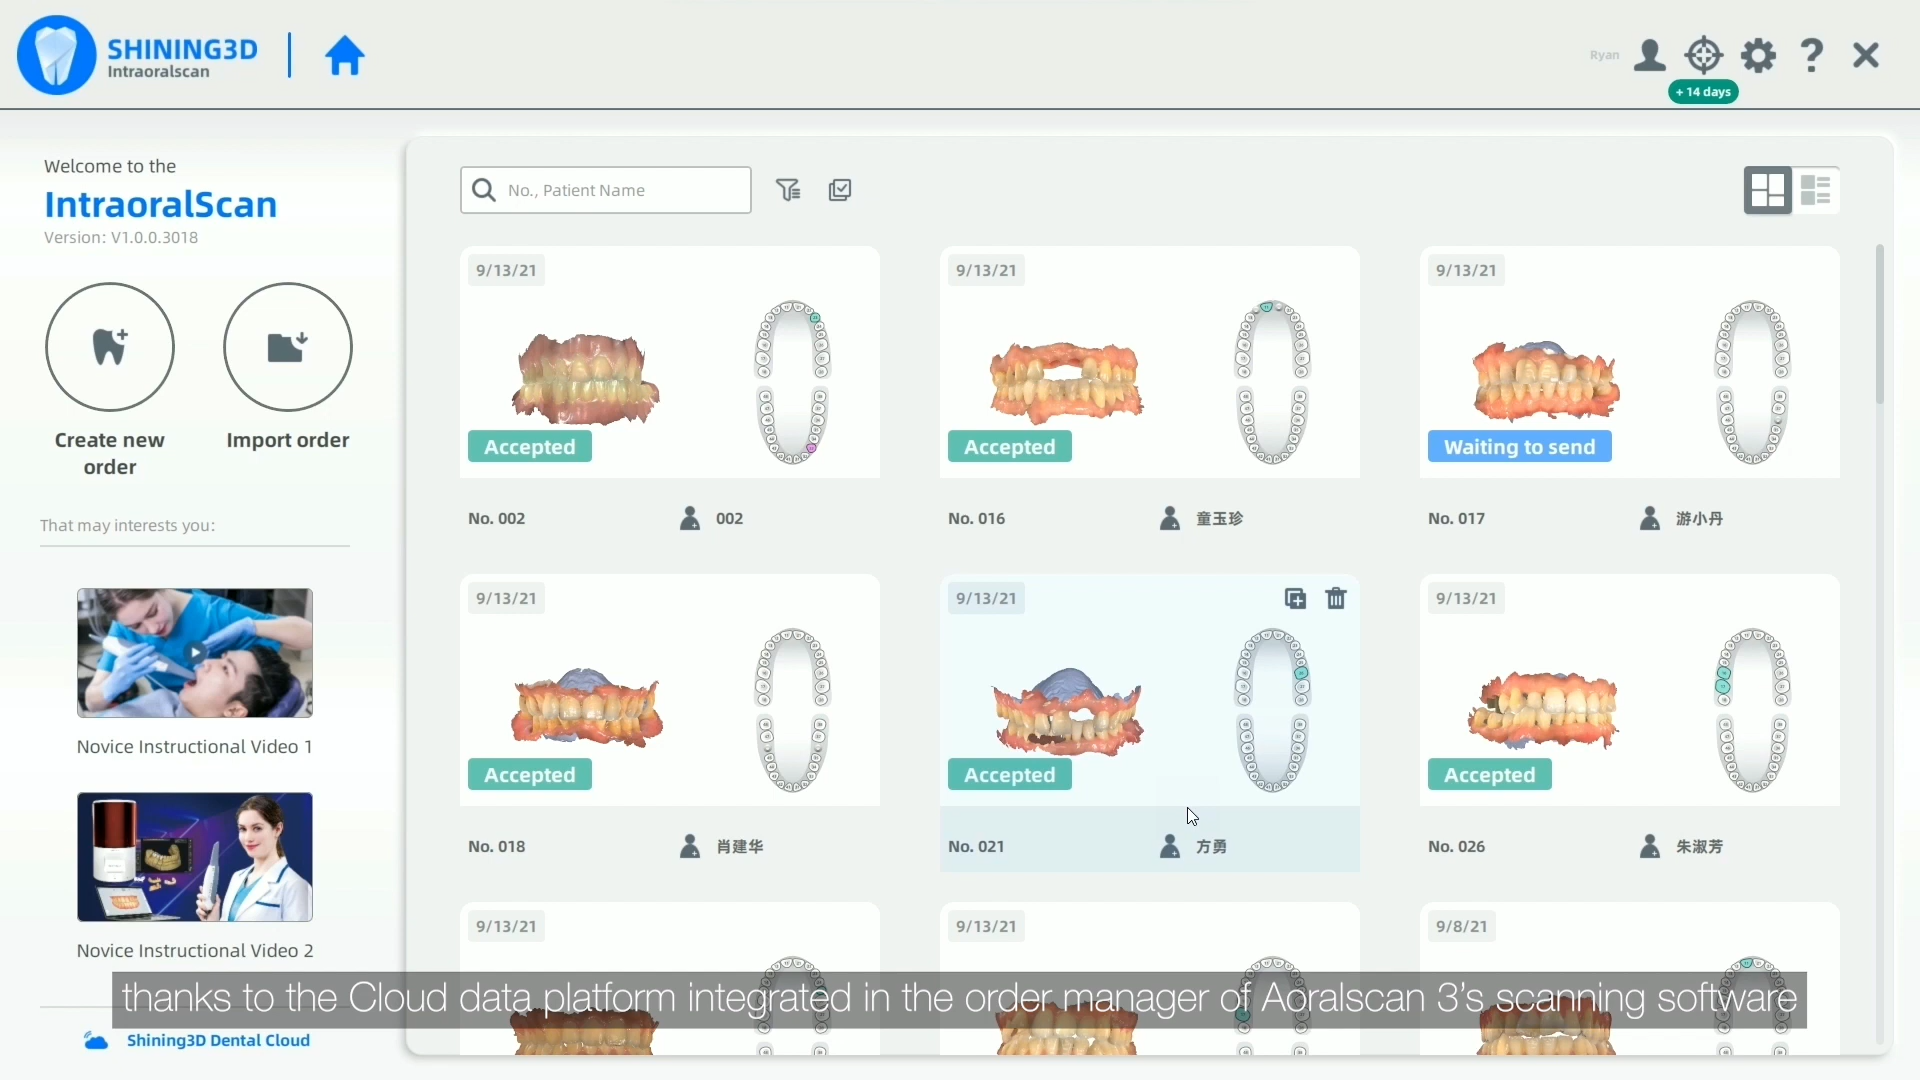 SHINING3D
Intraoralscan
Ryan
+ 14 days
Welcome to the
IntraoralScan
Version: V1.0.0.3018
Create new
order
Import order
That may interests you:
Novice Instructional Video 1
Novice Instructional Video 2
Shining3D Dental Cloud
No., Patient Name
9/13/21
Accepted
No. 002
002
9/13/21
Accepted
No. 016
童玉珍
9/13/21
Waiting to send
No. 017
游小丹
9/13/21
Accepted
No. 018
肖建华
9/13/21
Accepted
No. 021
方勇
9/13/21
Accepted
No. 026
朱淑芳
9/13/21
9/13/21
9/8/21
thanks to the Cloud data platform integrated in the order manager of Aoralscan 3's scanning software